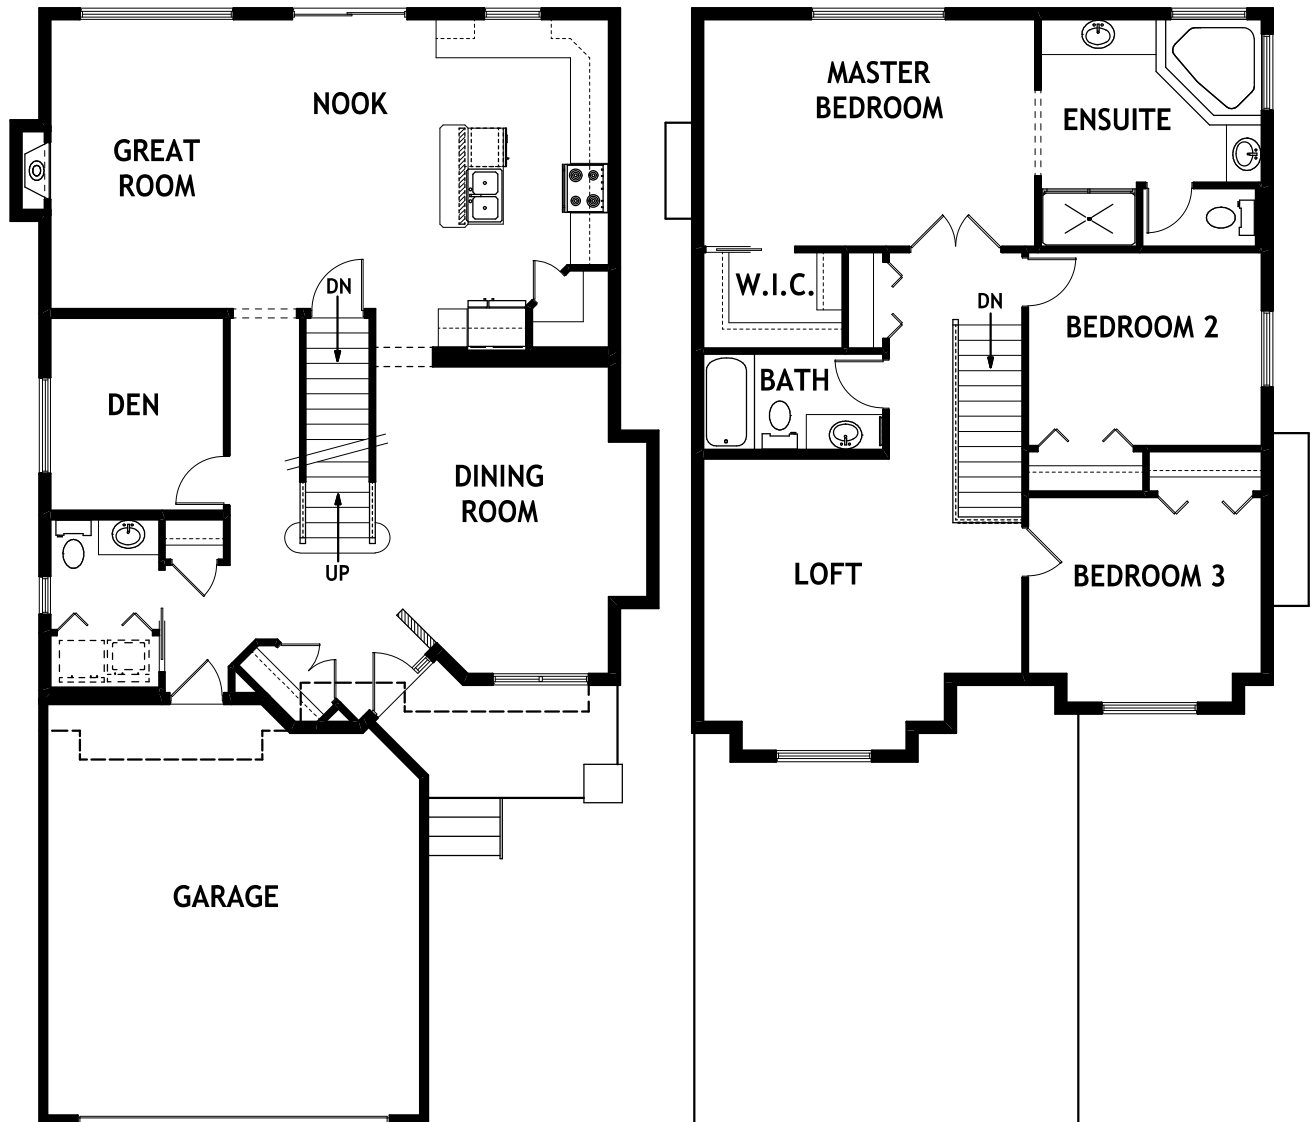 NOOK
GREAT
ROOM
DN
DEN
DINING
ROOM
UP
GARAGE
MASTER
BEDROOM
ENSUITE
W.I.C.
DN
BEDROOM 2
BATH
LOFT
BEDROOM 3